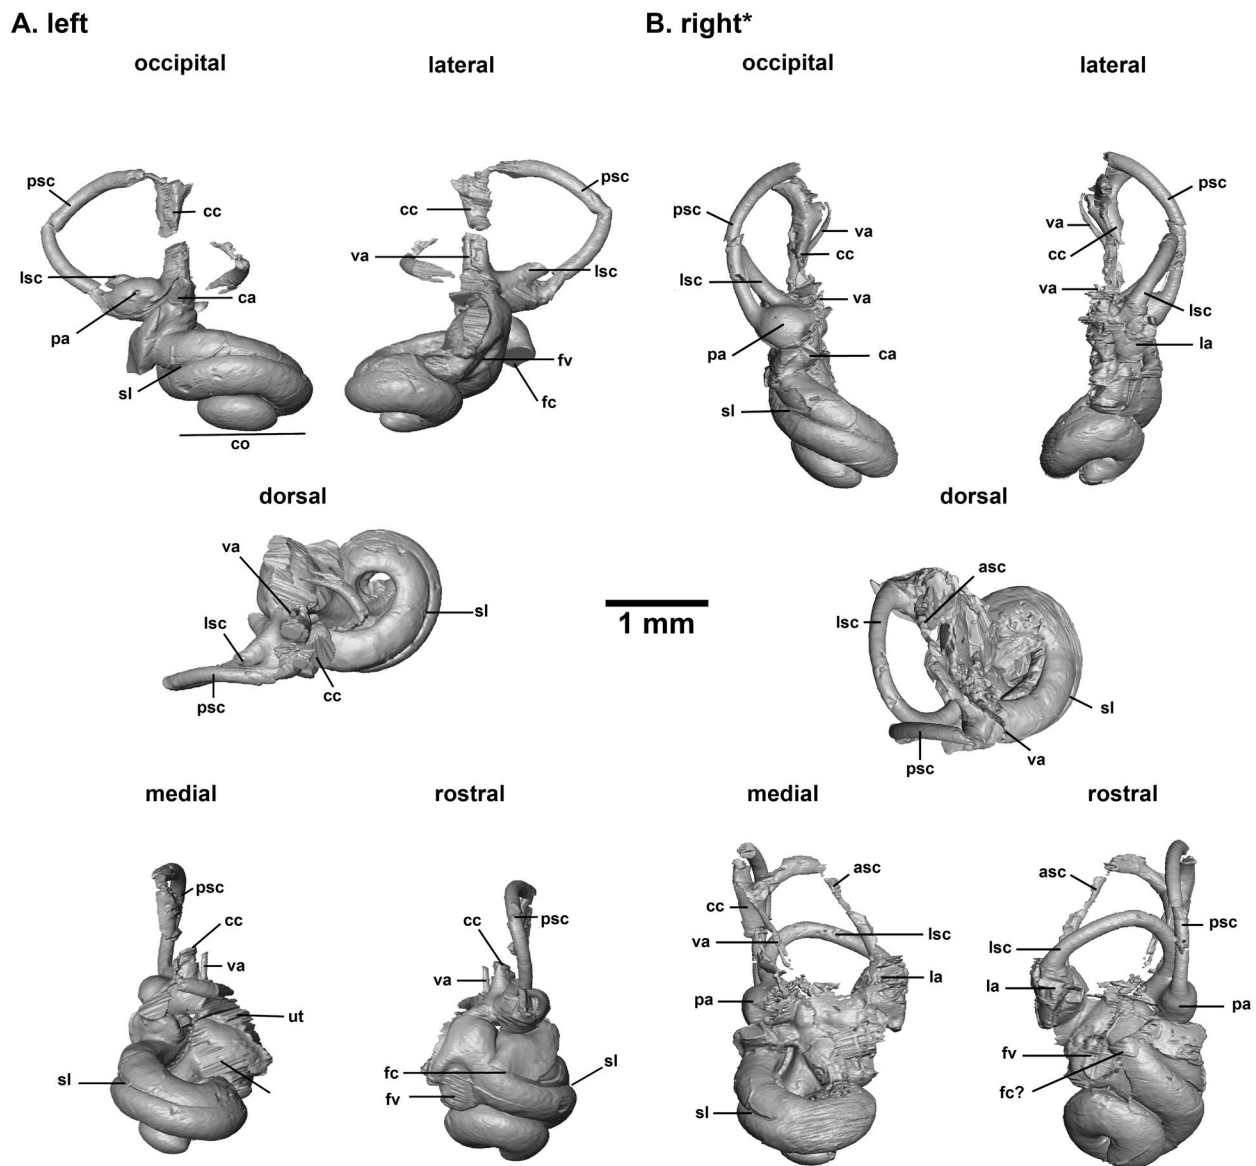 A. left
B. right*
occipital
lateral
occipital
lateral
psc
cc
lsc
ca
pa
sl
co
psc
cc
va
lsc
fv
fc
psc
va
cc
lsc
va
pa
ca
sl
psc
va
cc
va
lsc
la
dorsal
dorsal
va
lsc
sl
psc
cc
1 mm
asc
lsc
sl
va
psc
medial
rostral
medial
rostral
psc
cc
va
ut
sl
cc
psc
va
fc
sl
fv
asc
cc
va
lsc
la
pa
sl
asc
psc
lsc
la
pa
fv
fc?